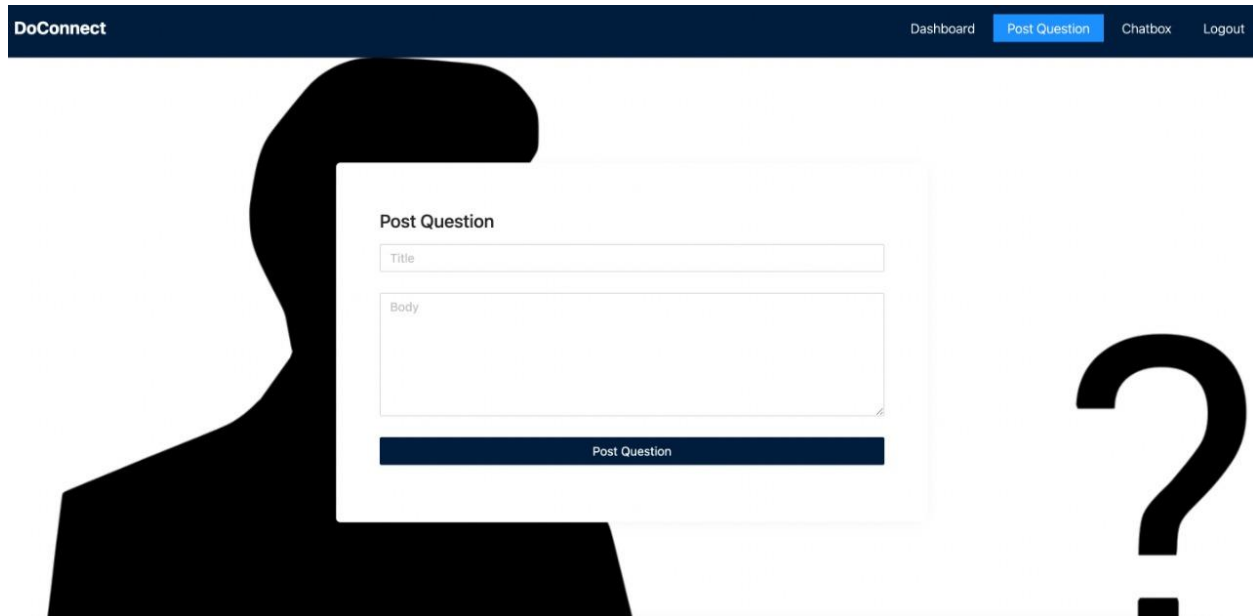 DoConnect Dashboard Post Question Chatbox Logout
Post Question
Title
Body
Post Question
?